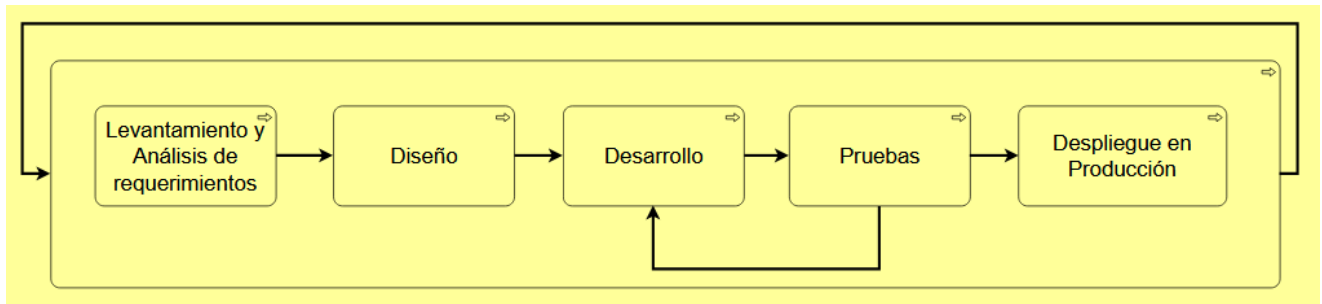 Levantamiento y
Análisis de
requerimientos
Diseño
Desarrollo
Pruebas
Despliegue en
Producción